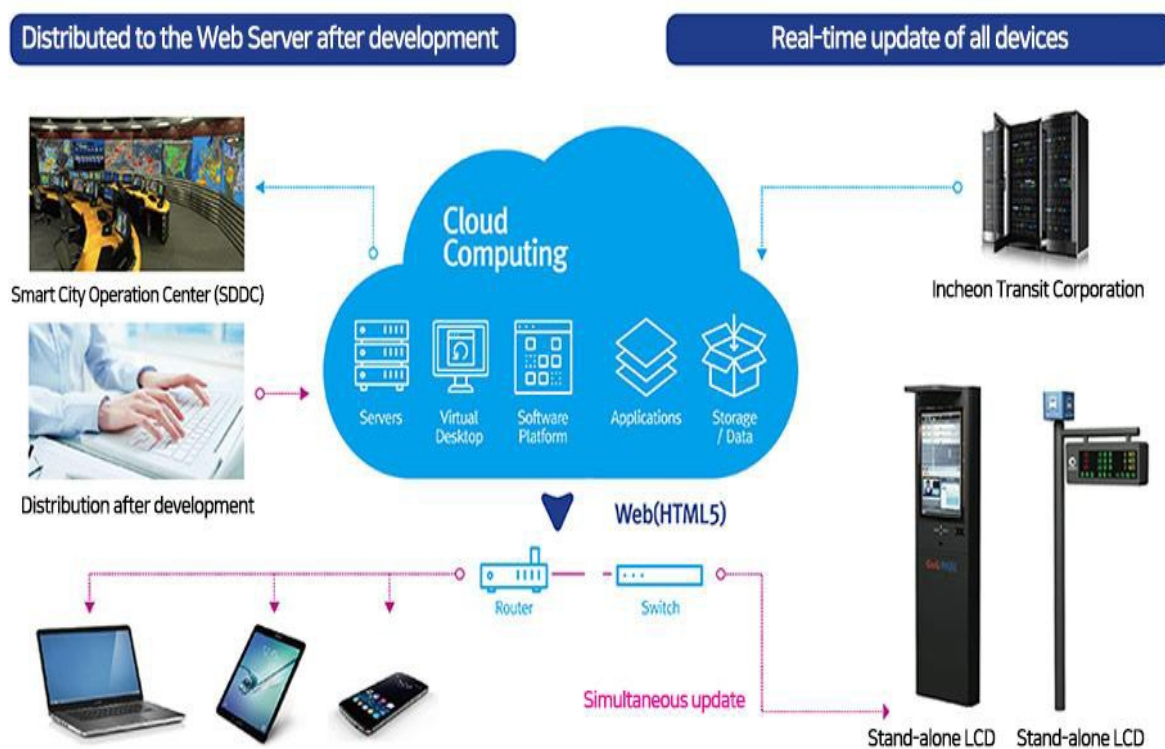 Distributed to the Web Server after development
Real-time update of all devices
Cloud
Computing
Smart City Operation Center (SDDC)
Incheon Transit Corporation
Servers
Virtual
Desktop
Software
Platform
Applications
Storage
/ Data
Distribution after development
Web(HTML5)
Router
Switch
Simultaneous update
Stand-alone LCD
Stand-alone LCD